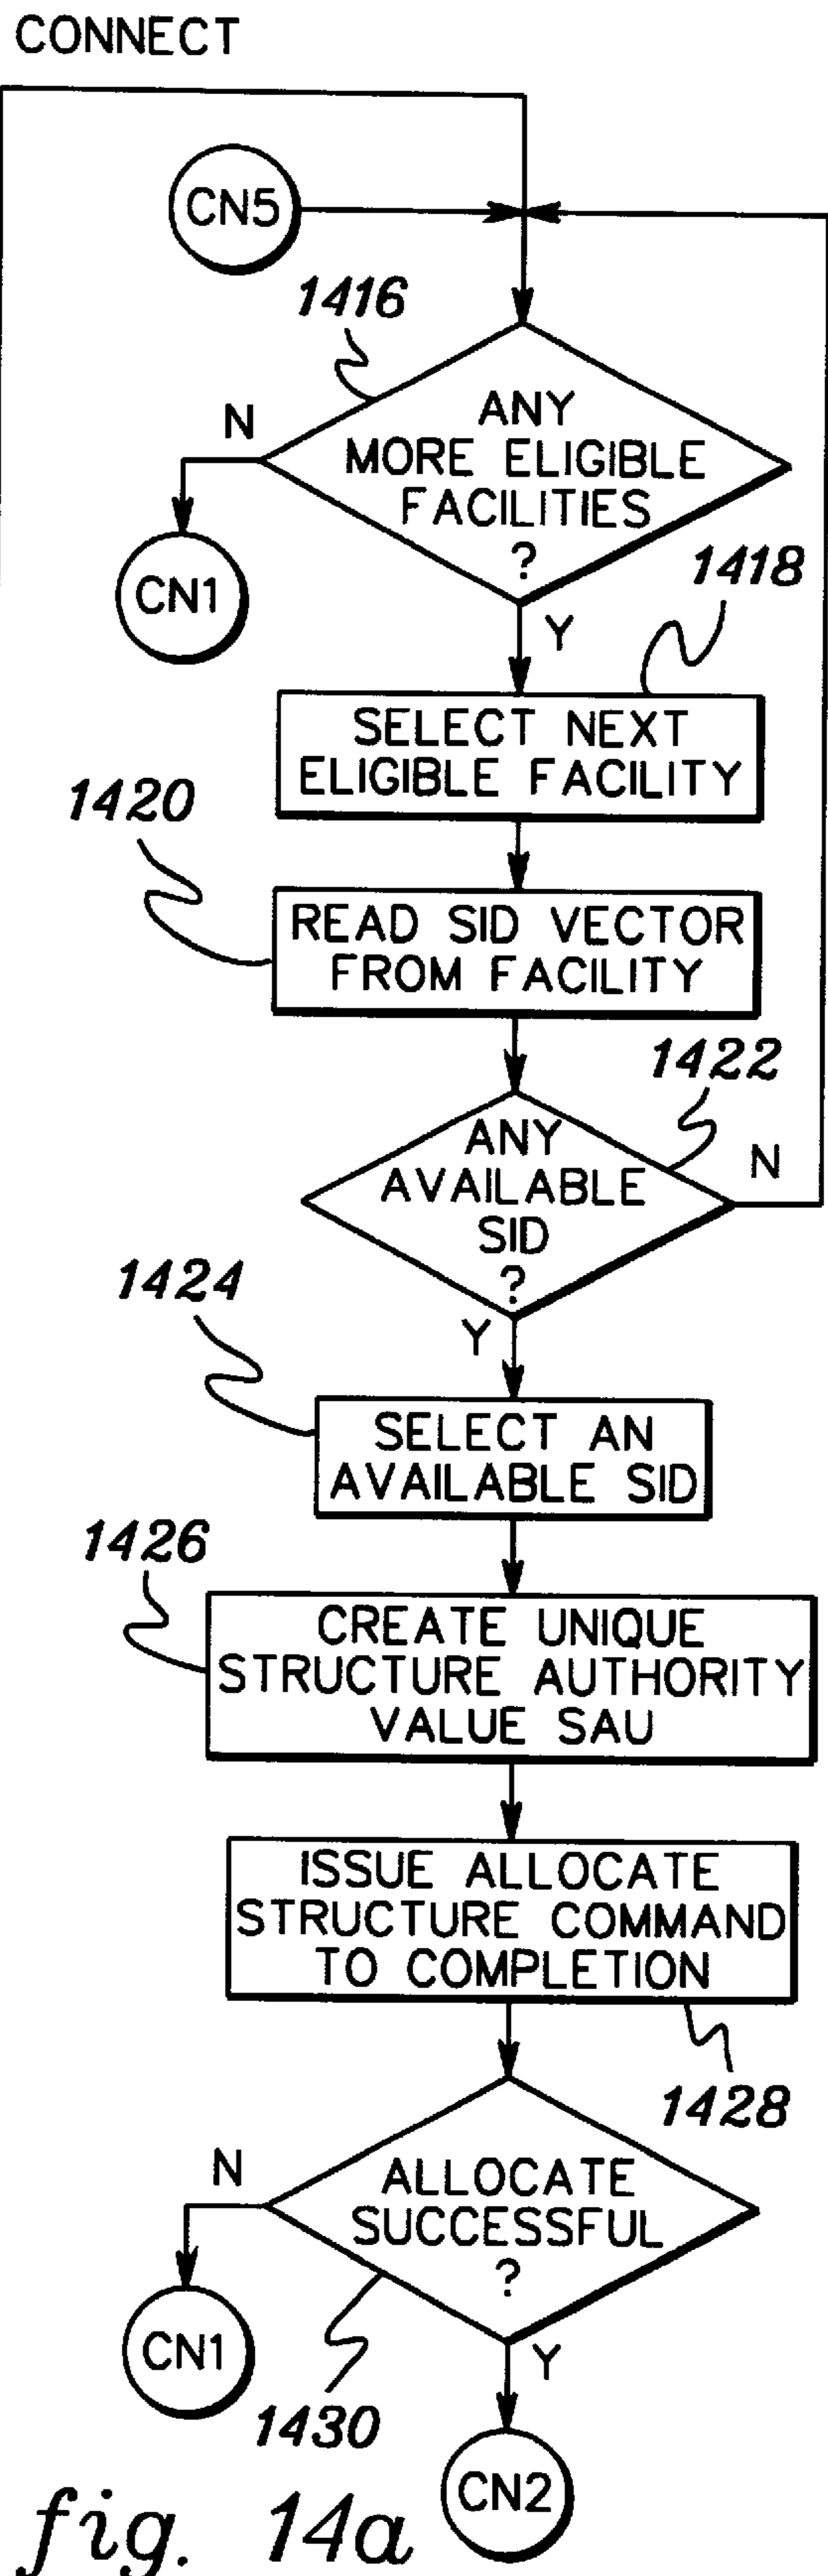 CONNECT
CN5
1416
ANY
MORE ELIGIBLE
FACILITIES
?
N
CN1
Y
1418
SELECT NEXT
ELIGIBLE FACILITY
1420
READ SID VECTOR
FROM FACILITY
1422
ANY
AVAILABLE
SID
?
N
Y
1424
SELECT AN
AVAILABLE SID
1426
CREATE UNIQUE
STRUCTURE AUTHORITY
VALUE SAU
ISSUE ALLOCATE
STRUCTURE COMMAND
TO COMPLETION
1428
ALLOCATE
SUCCESSFUL
?
N
CN1
1430
Y
CN2
fig. 14a